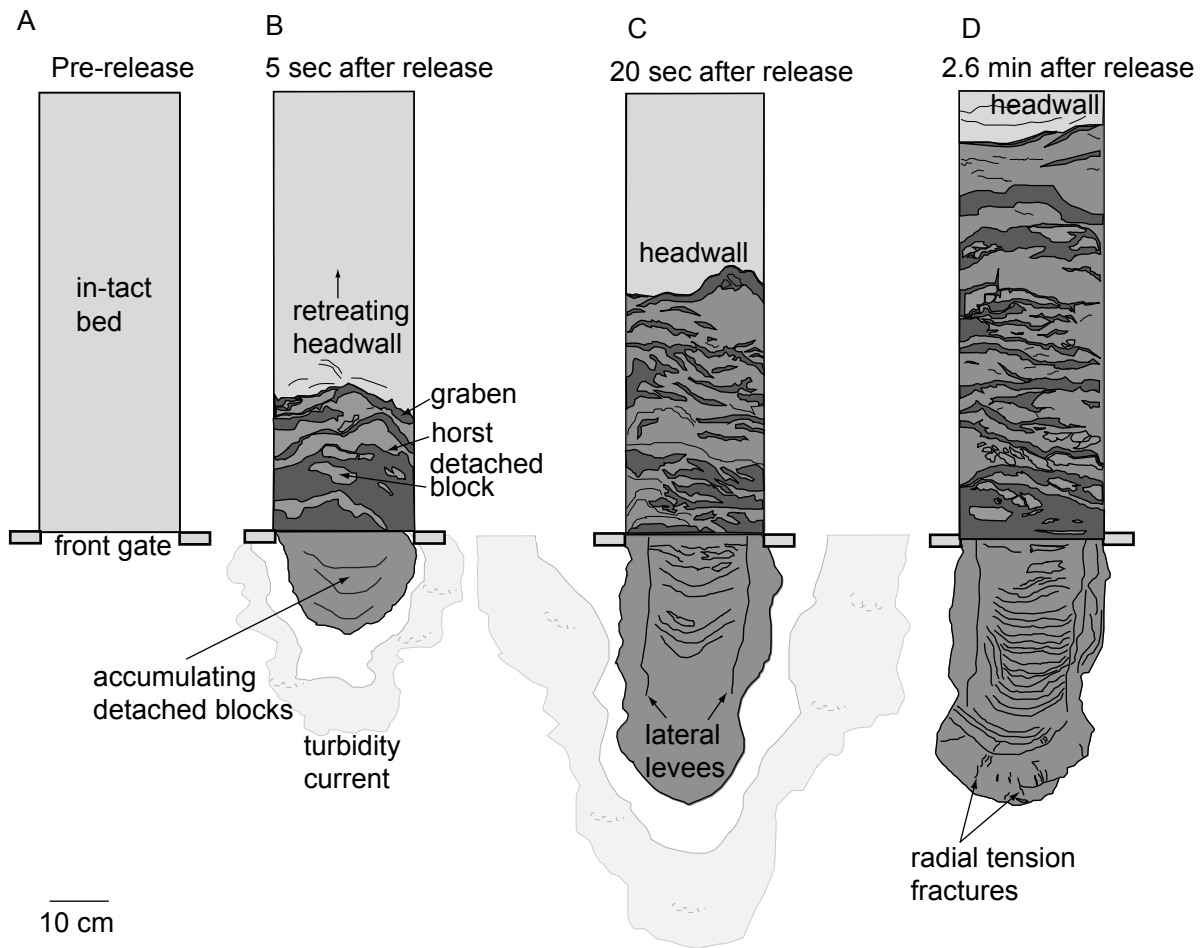 A
Pre-release
in-tact
bed
front gate
B
5 sec after release
retreating
headwall
graben
horst
detached
block
accumulating
detached blocks
turbidity
current
C
20 sec after release
headwall
lateral
levees
D
2.6 min after release
headwall
radial tension
fractures
10 cm